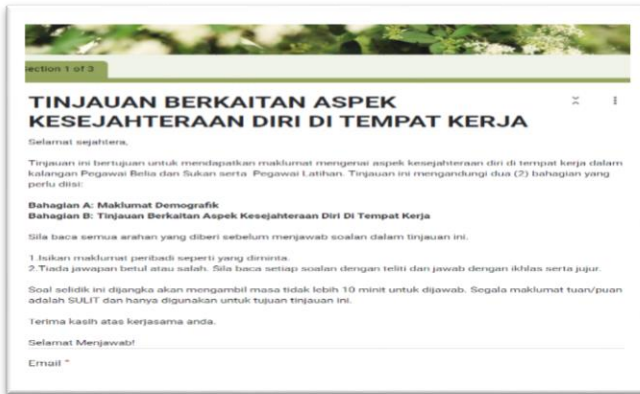 Section 1 of 3
TINJAUAN BERKAITAN ASPEK
KESEJAHTERAAN DIRI DI TEMPAT KERJA
Selamat sejahtera,
Tinjauan ini bertujuan untuk mendapatkan maklumat mengenai aspek kesejahteraan diri di tempat kerja dalam
kalangan Pegawai Belia dan Sukan serta Pegawai Latihan. Tinjauan ini mengandungi dua (2) bahagian yang
perlu diisi:
Bahagian A: Maklumat Demografik
Bahagian B: Tinjauan Berkaitan Aspek Kesejahteraan Diri Di Tempat Kerja
Sila baca semua arahan yang diberi sebelum menjawab soalan dalam tinjauan ini.
1.Isikan maklumat peribadi seperti yang diminta.
2.Tiada jawapan betul atau salah. Sila baca setiap soalan dengan teliti dan jawab dengan ikhlas serta jujur.
Soal selidik ini dijangka akan mengambil masa tidak lebih 10 minit untuk dijawab. Segala maklumat tuan/puan
adalah SULIT dan hanya digunakan untuk tujuan tinjauan ini.
Terima kasih atas kerjasama anda.
Selamat Menjawab!
Email *